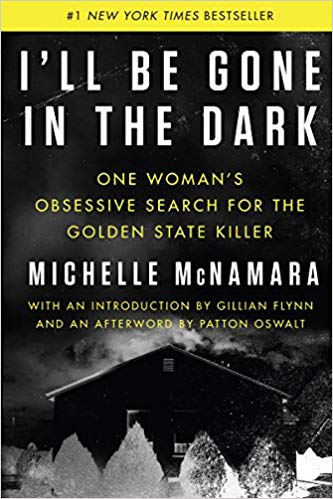 #1 NEW YORK TIMES BESTSELLER
I'LL BE GONE
IN THE DARK
ONE WOMAN'S
OBSESSIVE SEARCH FOR THE
GOLDEN STATE KILLER
MICHELLE McNAMARA
WITH AN INTRODUCTION BY GILLIAN FLYNN
AND AN AFTERWORD BY PATTON OSWALT